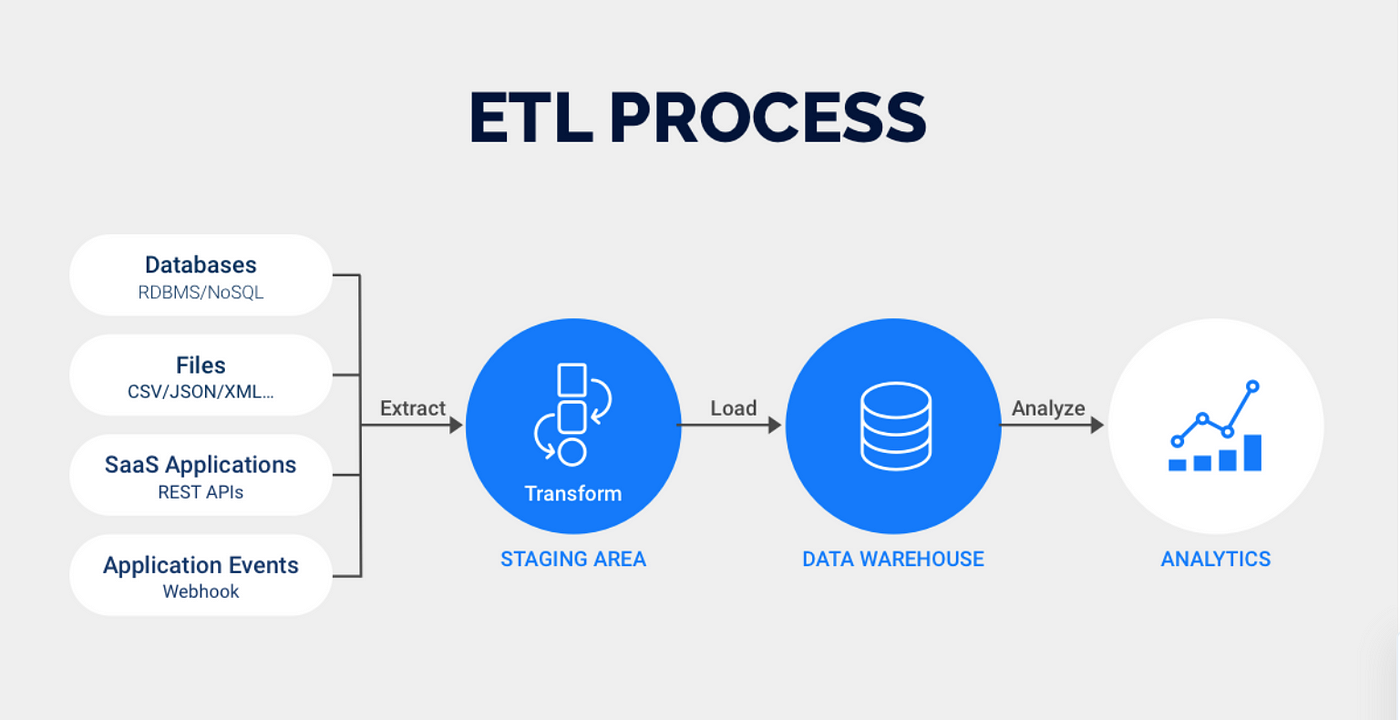 ETL PROCESS
Databases
RDBMS/NoSQL
Files
CSV/JSON/XML...
SaaS Applications
REST APIs
Application Events
Webhook
Extract
Transform
STAGING AREA
Load
DATA WAREHOUSE
Analyze
ANALYTICS